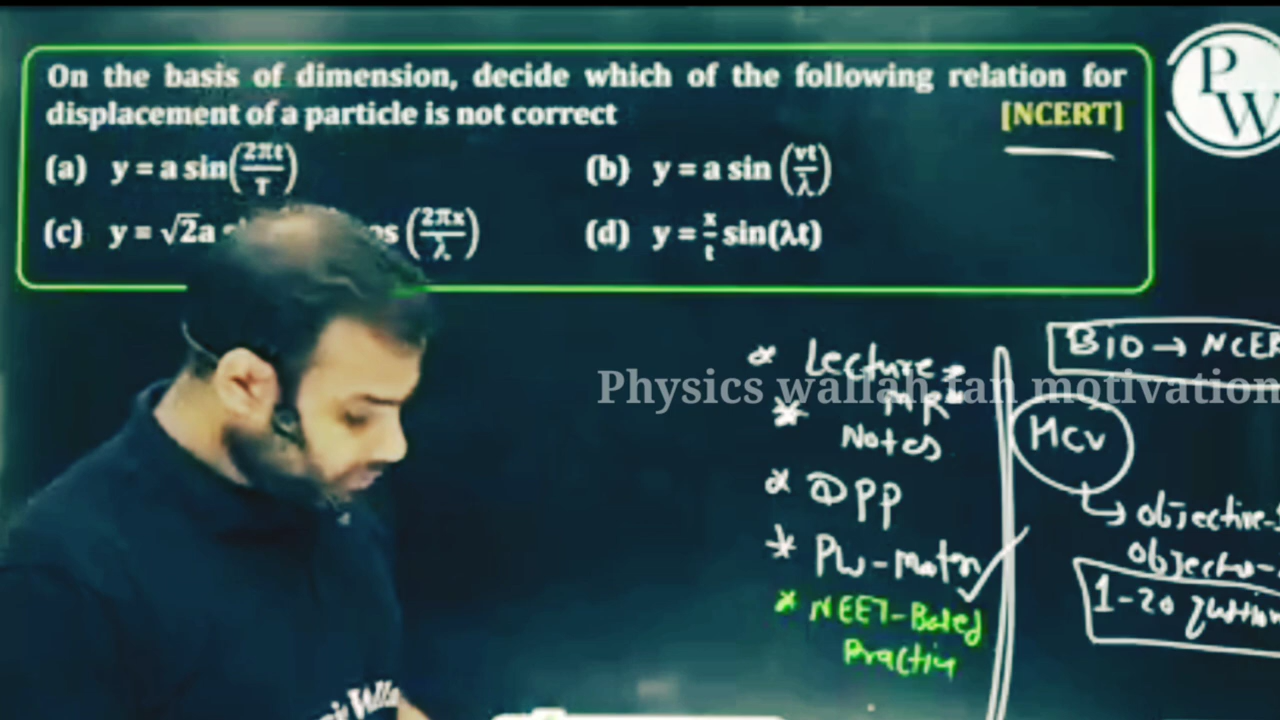 On the basis of dimension, decide which of the following relation for
displacement of a particle is not correct [NCERT]
(a) y = a sin(2πt/T) (b) y = a sin (vt/λ)
(c) y = √2a (2πx/λ) (d) y = x/t sin(λt)
PW
* Lecture
* MR
Notes
* DPP
* PW-
* NEET-Based
Practice
BIO → NCER
MCV
↳ objective-
1-20
Physics wallah fan motivation